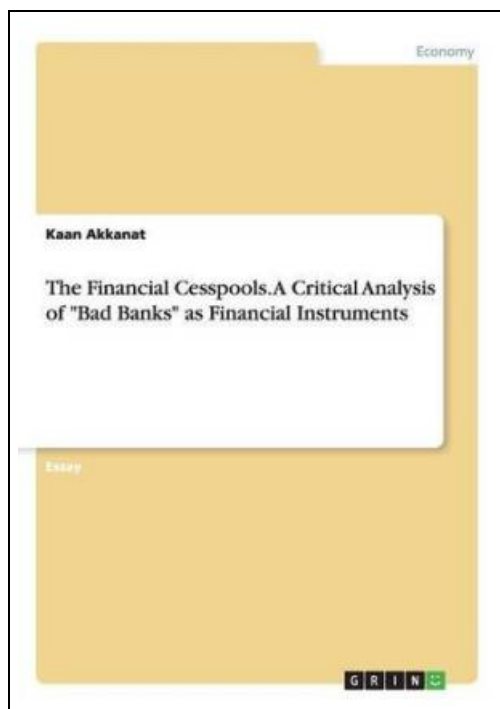 Economy
Kaan Akkanat
The Financial Cesspools. A Critical Analysis
of "Bad Banks" as Financial Instruments
Essay
GRIN